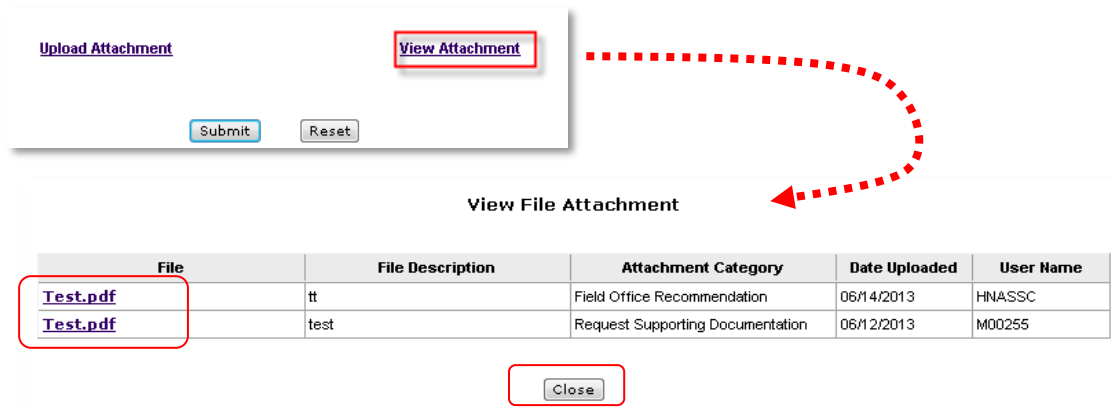 Upload Attachment View Attachment
Submit Reset
View File Attachment
File File Description Attachment Category Date Uploaded User Name
Test.pdf tt Field Office Recommendation 06/14/2013 HNASSC
Test.pdf test Request Supporting Documentation 06/12/2013 M00255
Close